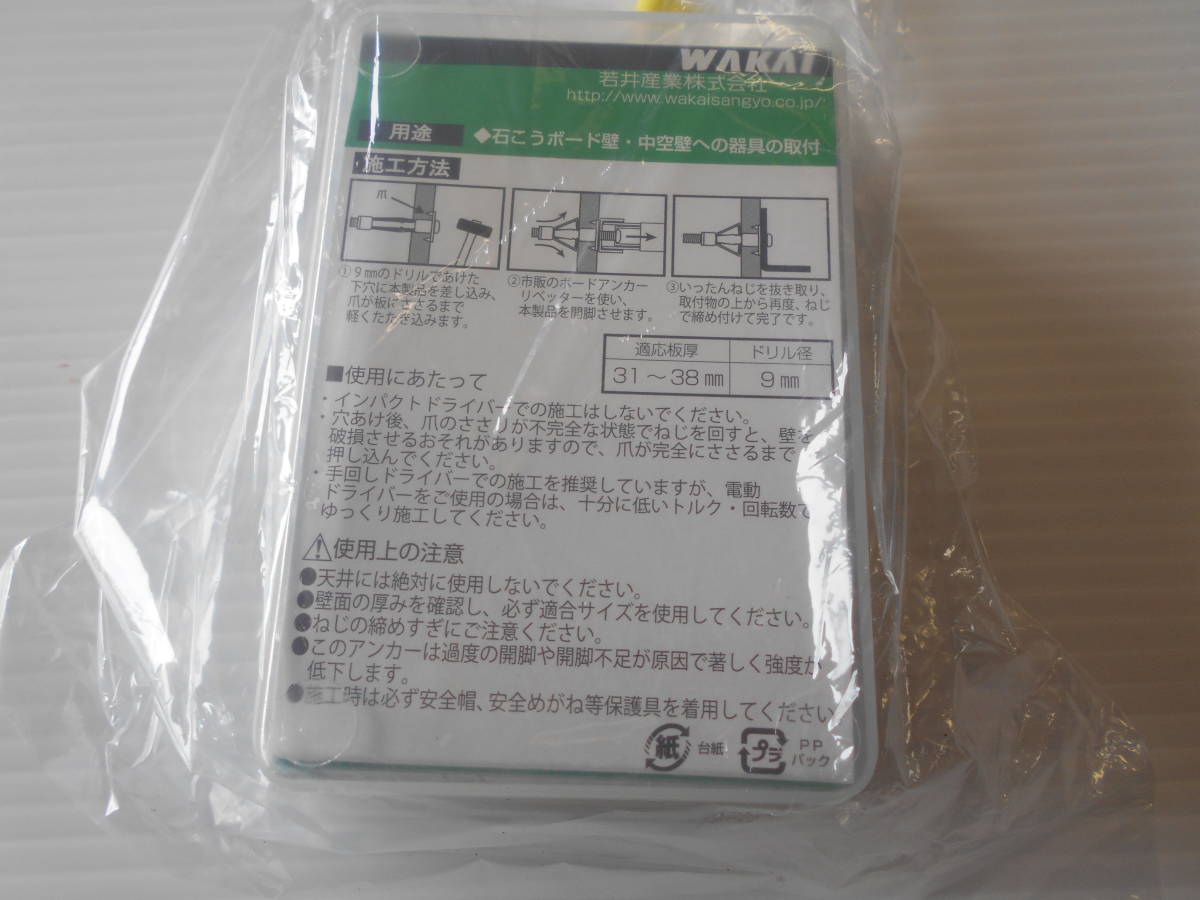 WAKAI
若井産業株式会社
http://www.wakaisangyo.co.jp/
用途
◆石こうボード壁・中空壁への器具の取付
・施工方法
爪
①9㎜のドリルであけた
下穴に本製品を差し込み、
爪が板にささるまで
軽くたたき込みます。
②市販のボードアンカー
リベッターを使い、
本製品を開脚させます。
③いったんねじを抜き取り、
取付物の上から再度、ねじ
で締め付けて完了です。
適応板厚 ドリル径
31～38㎜ 9㎜
■使用にあたって
・インパクトドライバーでの施工はしないでください。
・穴あけ後、爪のささりが不完全な状態でねじを回すと、壁を
破損させるおそれがありますので、爪が完全にささるまで
押し込んでください。
・手回しドライバーでの施工を推奨していますが、電動
ドライバーをご使用の場合は、十分に低いトルク・回転数で
ゆっくり施工してください。
⚠使用上の注意
●天井には絶対に使用しないでください。
●壁面の厚みを確認し、必ず適合サイズを使用してください。
●ねじの締めすぎにご注意ください。
●このアンカーは過度の開脚や開脚不足が原因で著しく強度が
低下します。
●施工時は必ず安全帽、安全めがね等保護具を着用してください
紙 台紙 プラ PP
パック